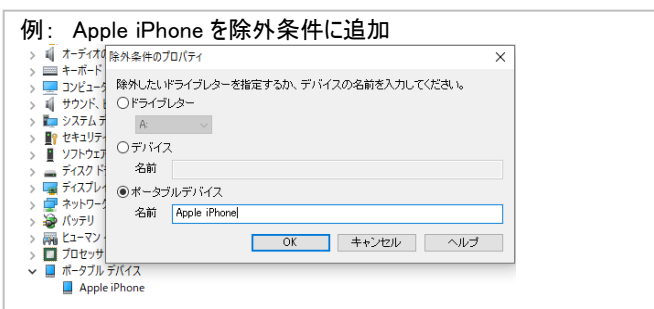 例： Apple iPhone を除外条件に追加
オーディオの
除外条件のプロパティ
キーボード
コンピュータ
除外したいドライブレターを指定するか、デバイスの名前を入力してください。
サウンド、
ドライブレター
システム デ
A:
セキュリティ
デバイス
ソフトウェア
名前
ディスク ド
ディスプレイ
ポータブルデバイス
ネットワーク
名前 Apple iPhone
バッテリ
ヒューマン
OK キャンセル ヘルプ
プロセッサ
ポータブル デバイス
Apple iPhone